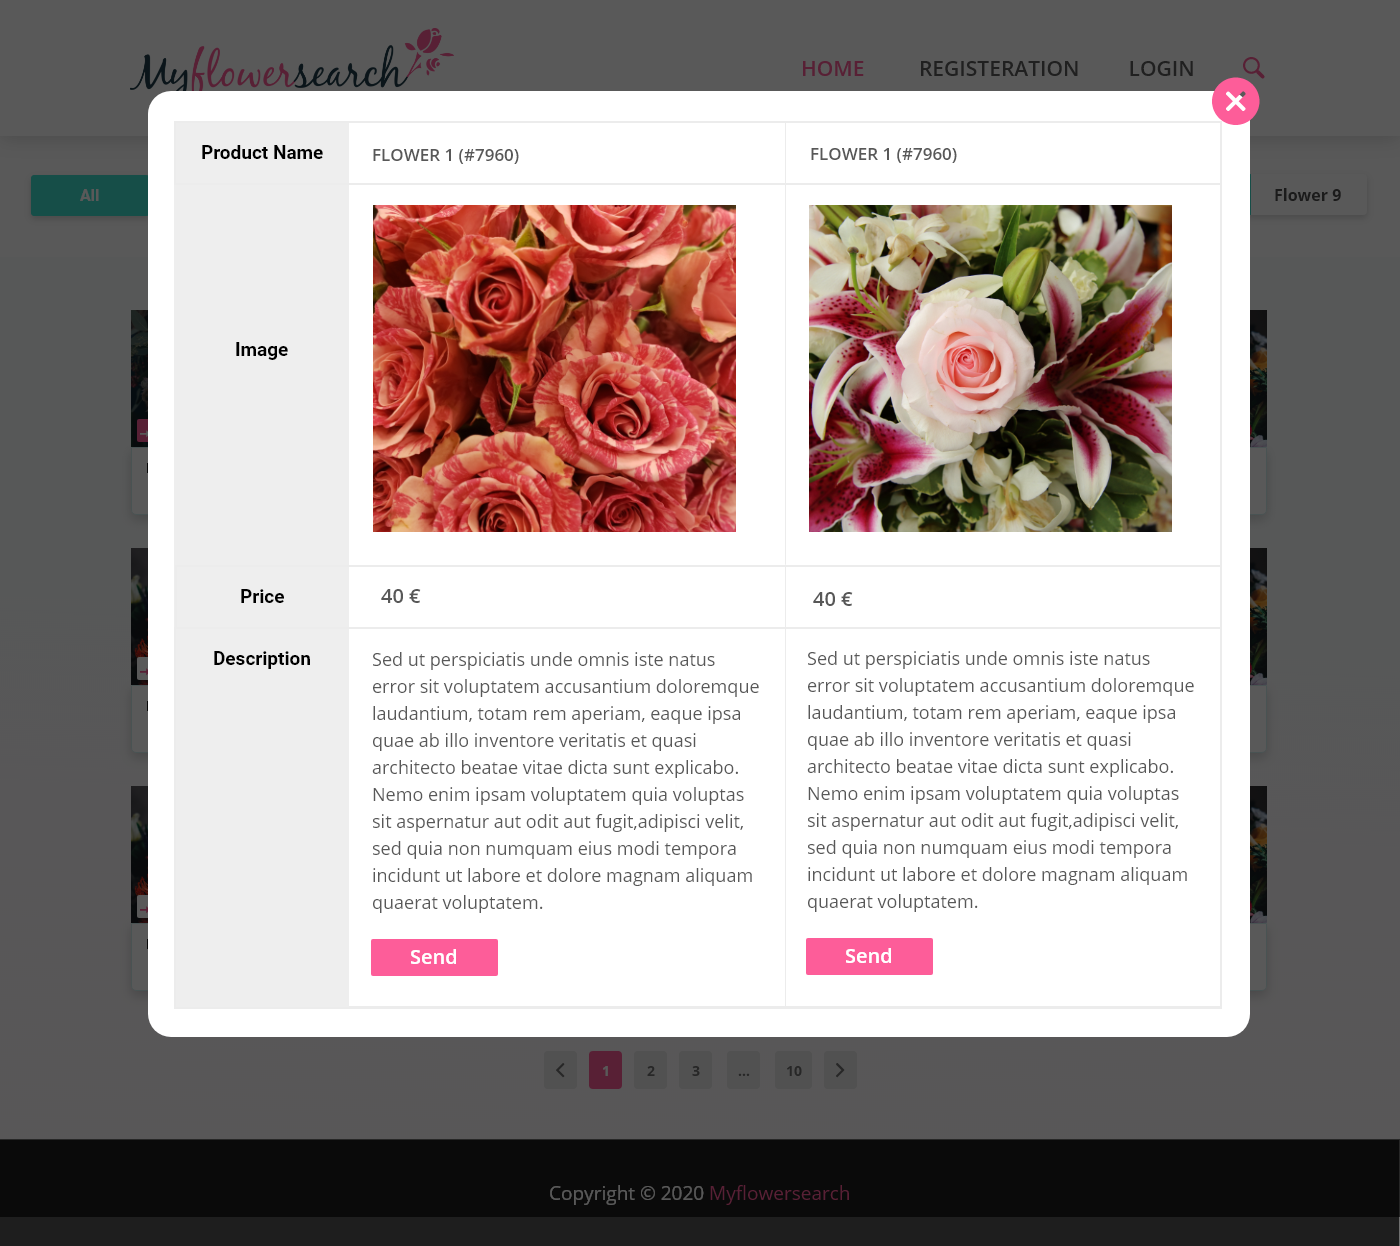 Myflowersearch
HOME
REGISTERATION
LOGIN
All
Flower 9
Product Name
FLOWER 1 (#7960)
FLOWER 1 (#7960)
Image
Price
40 €
40 €
Description
Sed ut perspiciatis unde omnis iste natus
error sit voluptatem accusantium doloremque
laudantium, totam rem aperiam, eaque ipsa
quae ab illo inventore veritatis et quasi
architecto beatae vitae dicta sunt explicabo.
Nemo enim ipsam voluptatem quia voluptas
sit aspernatur aut odit aut fugit,adipisci velit,
sed quia non numquam eius modi tempora
incidunt ut labore et dolore magnam aliquam
quaerat voluptatem.
Send
Sed ut perspiciatis unde omnis iste natus
error sit voluptatem accusantium doloremque
laudantium, totam rem aperiam, eaque ipsa
quae ab illo inventore veritatis et quasi
architecto beatae vitae dicta sunt explicabo.
Nemo enim ipsam voluptatem quia voluptas
sit aspernatur aut odit aut fugit,adipisci velit,
sed quia non numquam eius modi tempora
incidunt ut labore et dolore magnam aliquam
quaerat voluptatem.
Send
1 2 3 ... 10
Copyright © 2020 Myflowersearch